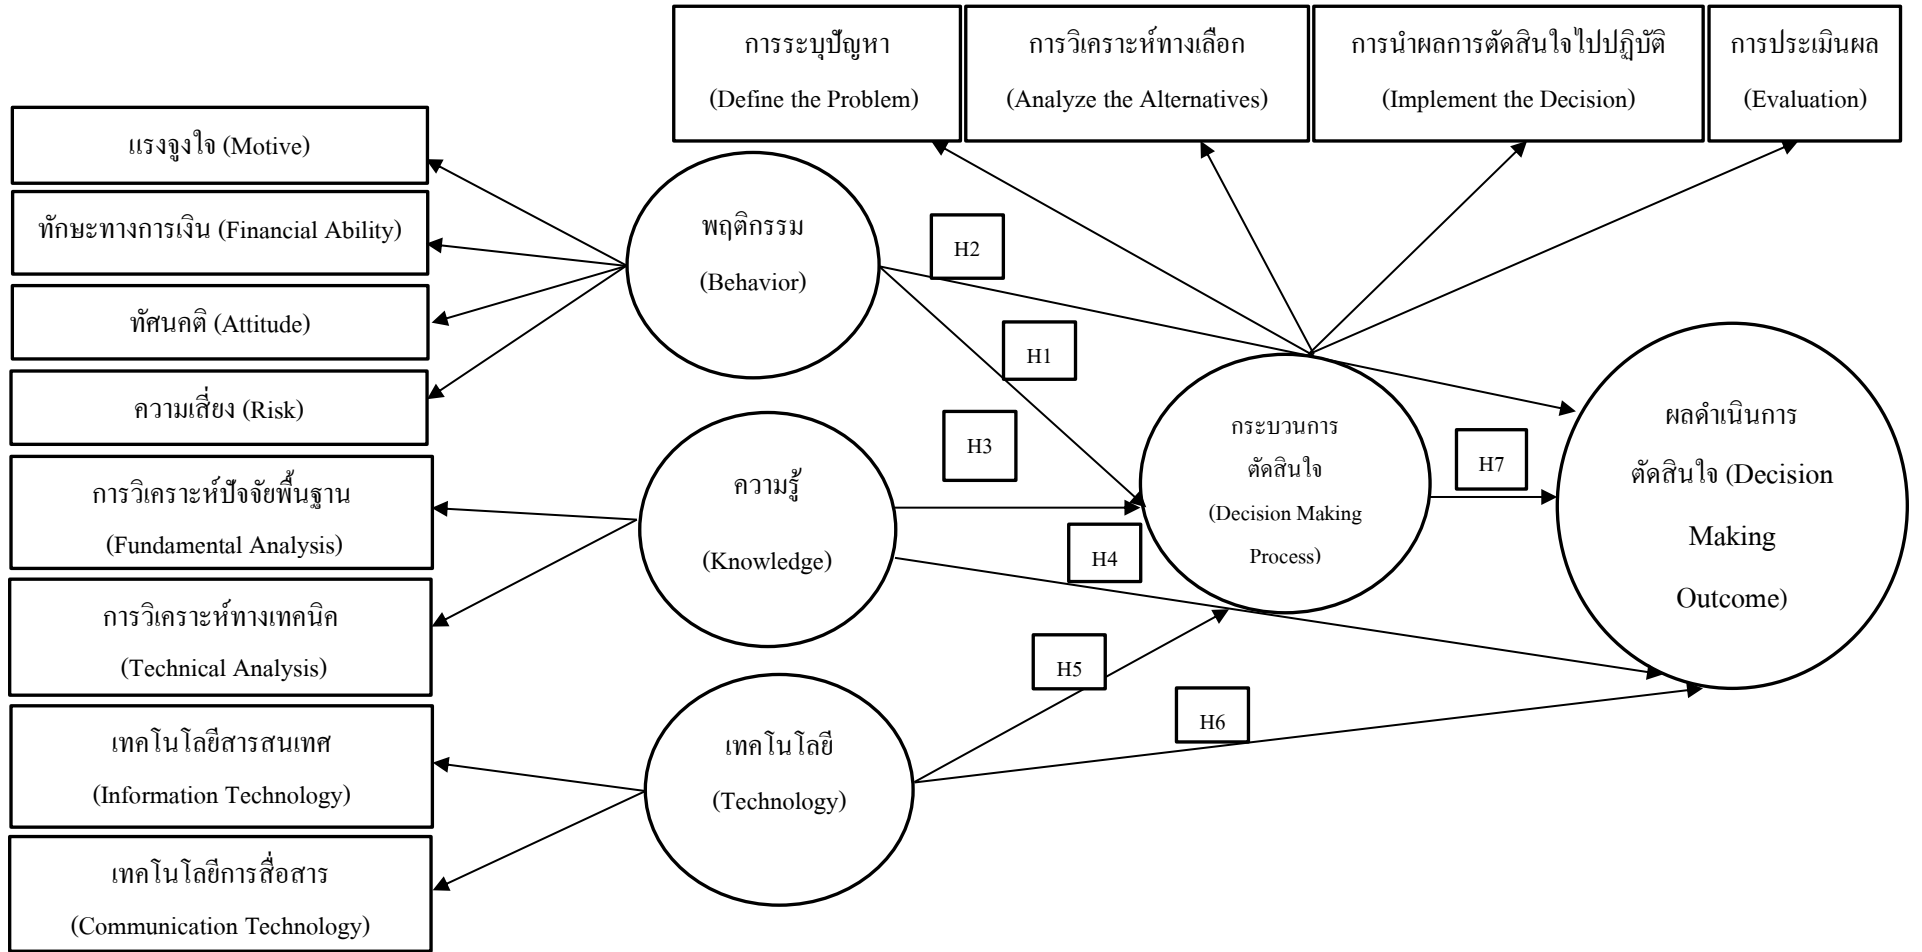 การระบุปัญหา
(Define the Problem)
การวิเคราะห์ทางเลือก
(Analyze the Alternatives)
การนำผลการตัดสินใจไปปฏิบัติ
(Implement the Decision)
การประเมินผล
(Evaluation)
แรงจูงใจ (Motive)
ทักษะทางการเงิน (Financial Ability)
ทัศนคติ (Attitude)
ความเสี่ยง (Risk)
การวิเคราะห์ปัจจัยพื้นฐาน
(Fundamental Analysis)
การวิเคราะห์ทางเทคนิค
(Technical Analysis)
เทคโนโลยีสารสนเทศ
(Information Technology)
เทคโนโลยีการสื่อสาร
(Communication Technology)
พฤติกรรม
(Behavior)
ความรู้
(Knowledge)
เทคโนโลยี
(Technology)
H2
H1
H3
H4
H5
H6
กระบวนการ
ตัดสินใจ
(Decision Making
Process)
H7
ผลดำเนินการ
ตัดสินใจ (Decision
Making
Outcome)